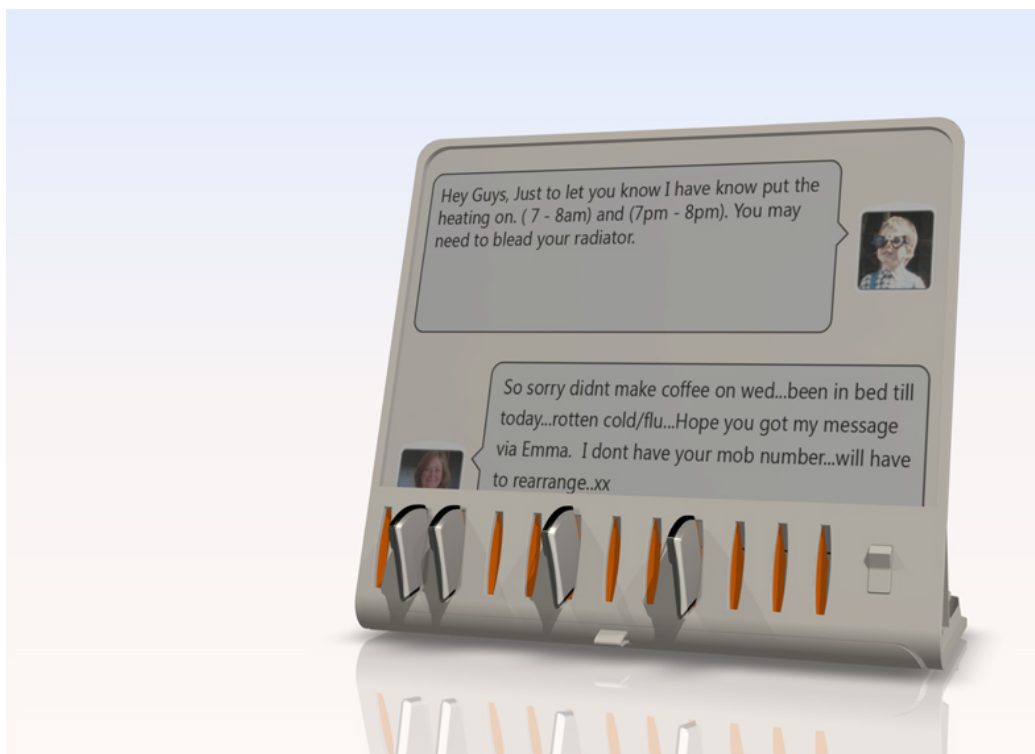 Hey Guys, Just to let you know I have know put the
heating on. ( 7 - 8am) and (7pm - 8pm). You may
need to blead your radiator.
So sorry didnt make coffee on wed...been in bed till
today...rotten cold/flu...Hope you got my message
via Emma. I dont have your mob number...will have
to rearrange..xx